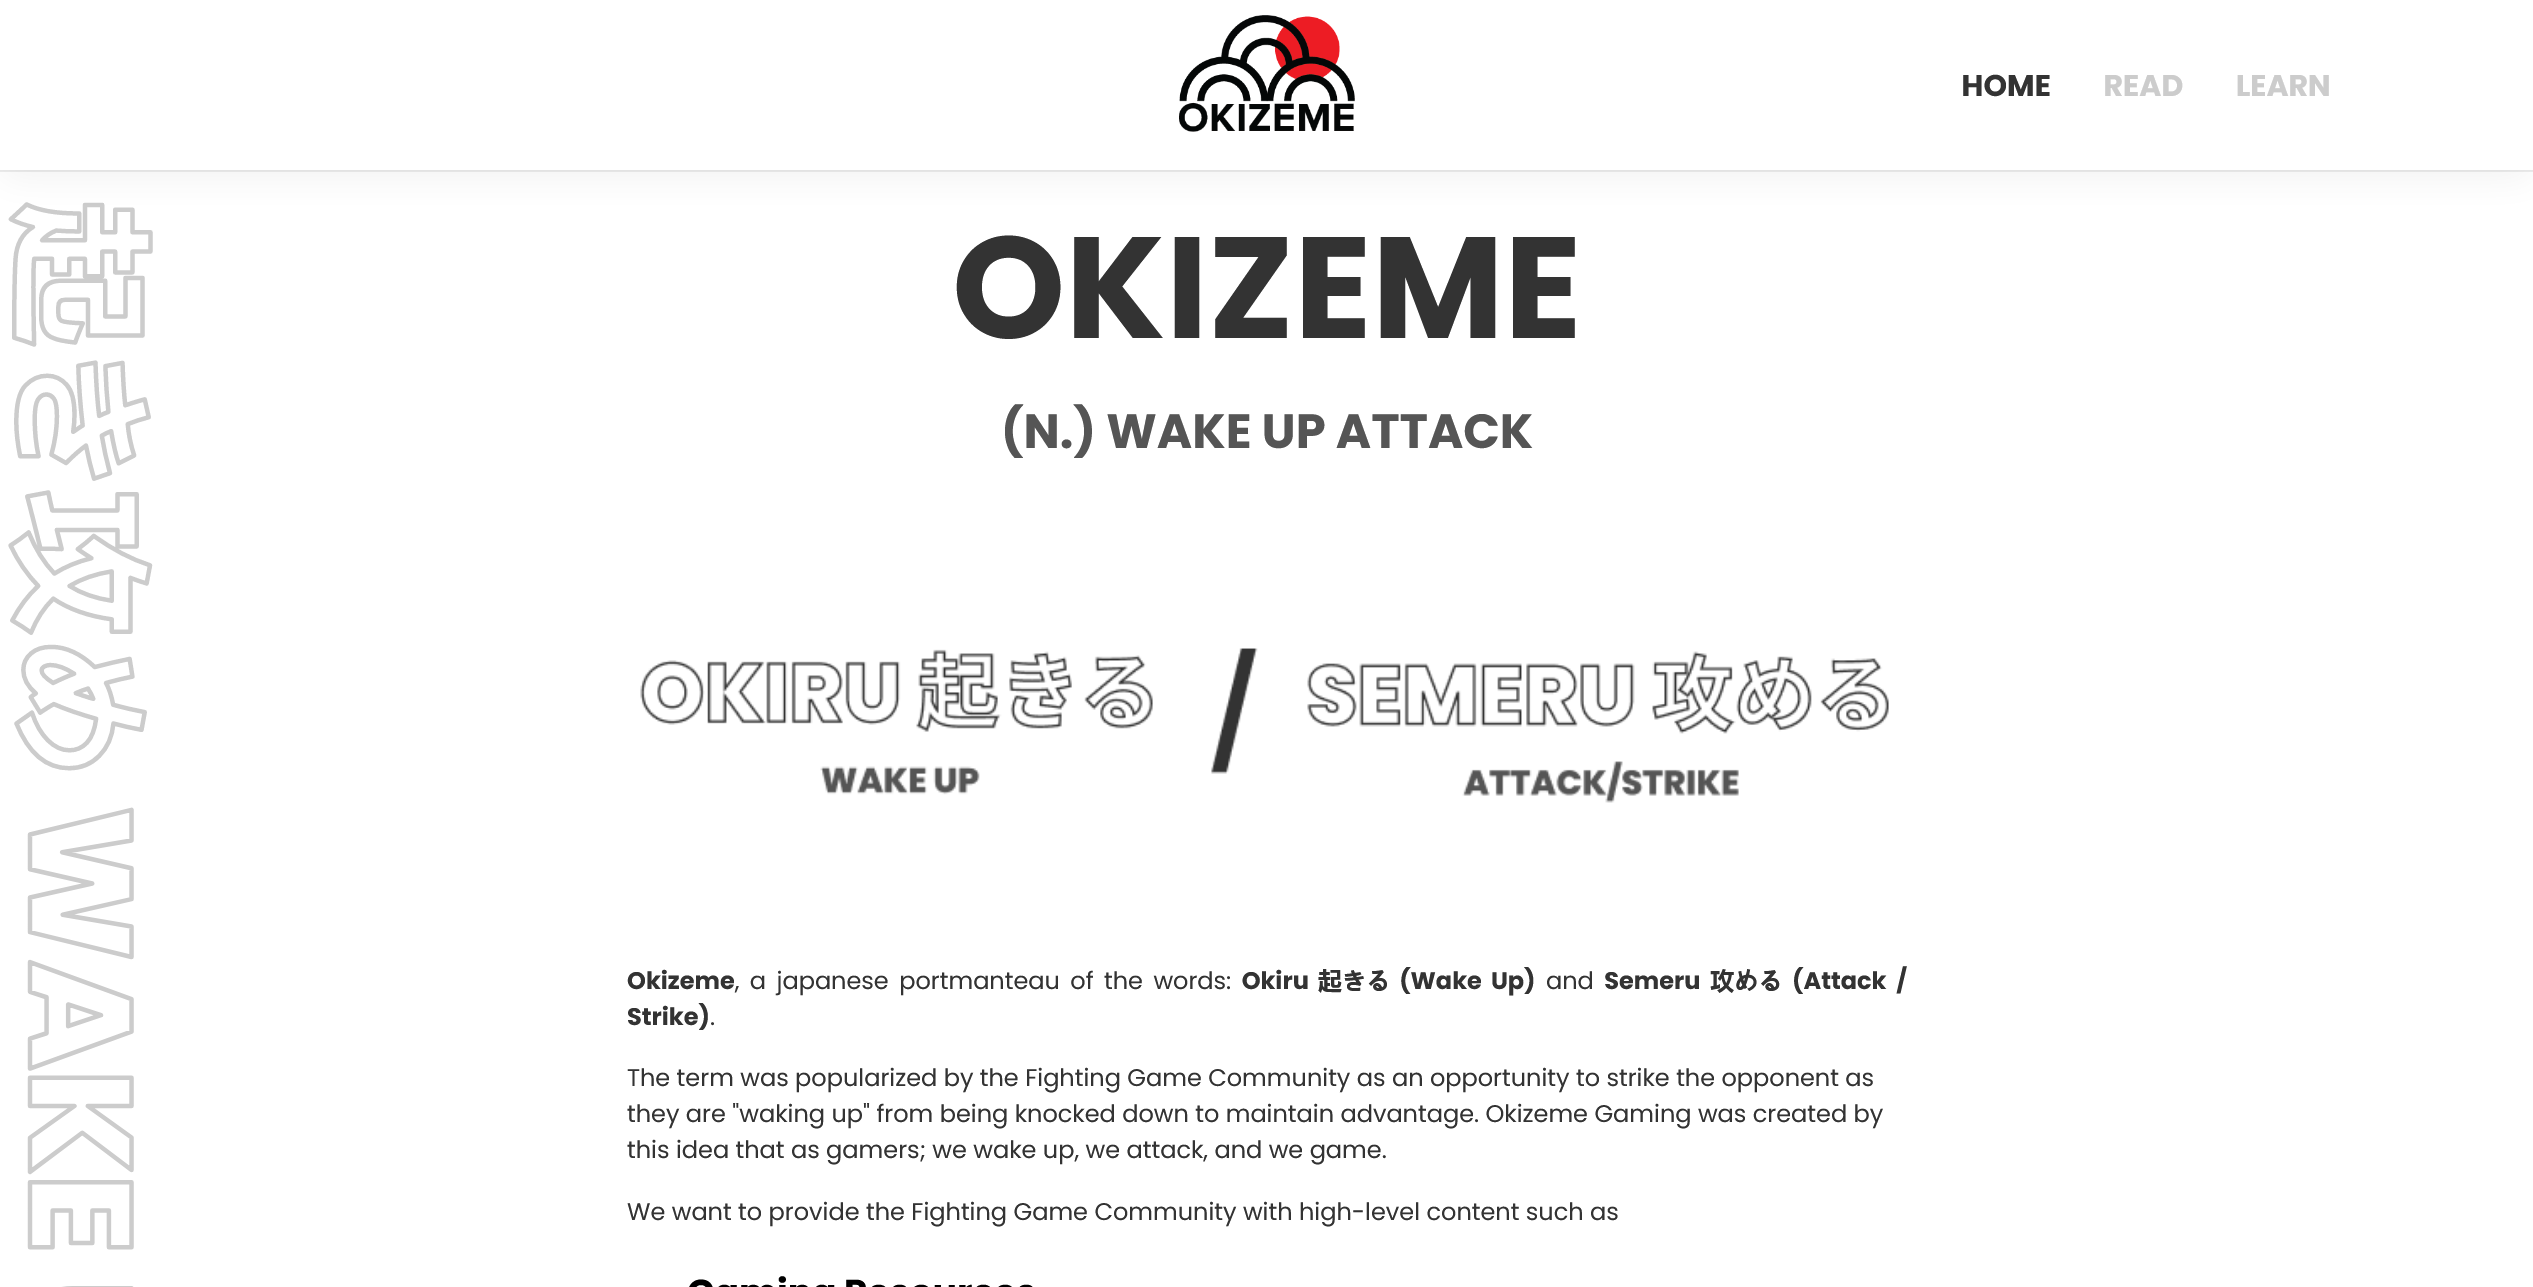 OKIZEME
HOME READ LEARN
起き攻め WAKE
OKIZEME
(N.) WAKE UP ATTACK
OKIRU 起きる / SEMERU 攻める
WAKE UP ATTACK/STRIKE
Okizeme, a japanese portmanteau of the words: Okiru 起きる (Wake Up) and Semeru 攻める (Attack /
Strike).
The term was popularized by the Fighting Game Community as an opportunity to strike the opponent as
they are "waking up" from being knocked down to maintain advantage. Okizeme Gaming was created by
this idea that as gamers; we wake up, we attack, and we game.
We want to provide the Fighting Game Community with high-level content such as
Gaming Resources